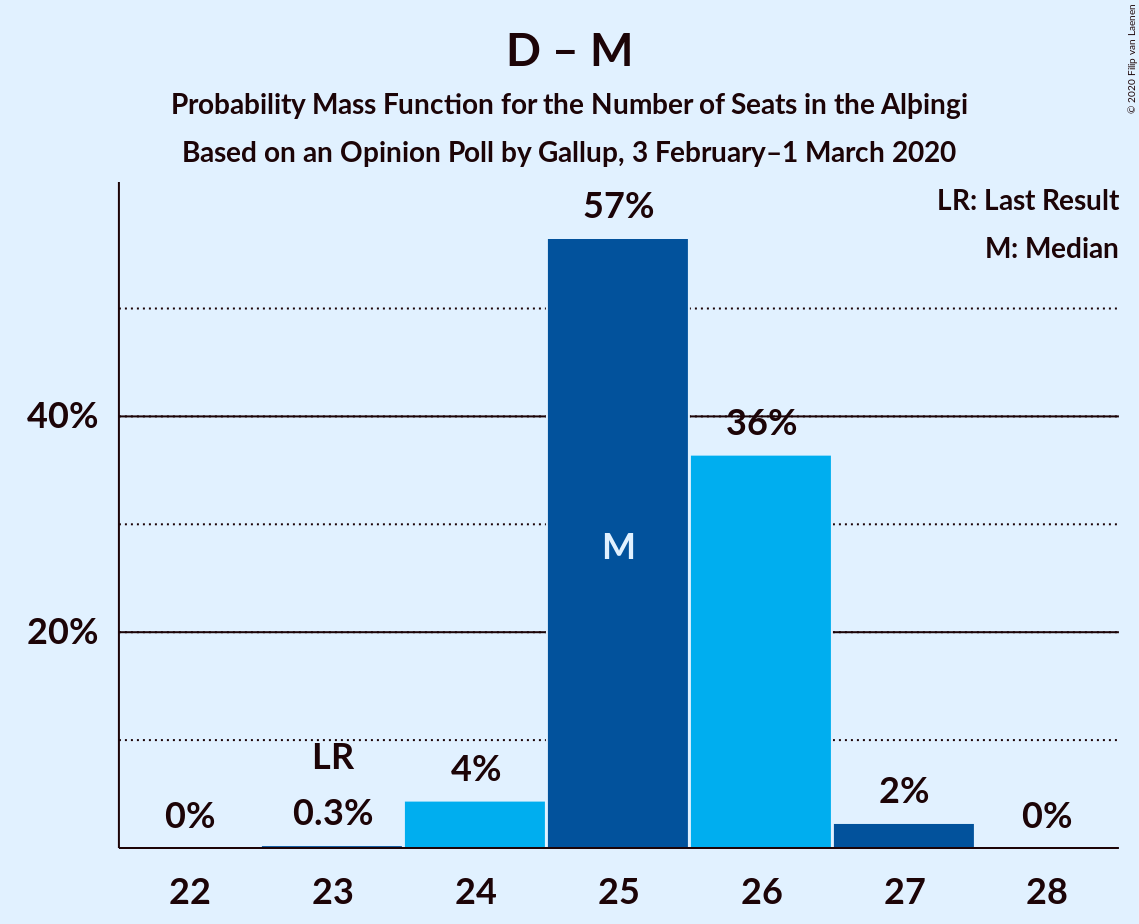 D – M
Probability Mass Function for the Number of Seats in the Alþingi
Based on an Opinion Poll by Gallup, 3 February–1 March 2020
© 2020 Filip van Laenen
LR: Last Result
M: Median
57%
40%
36%
M
20%
LR
4%
2%
0%
0.3%
0%
22 23 24 25 26 27 28